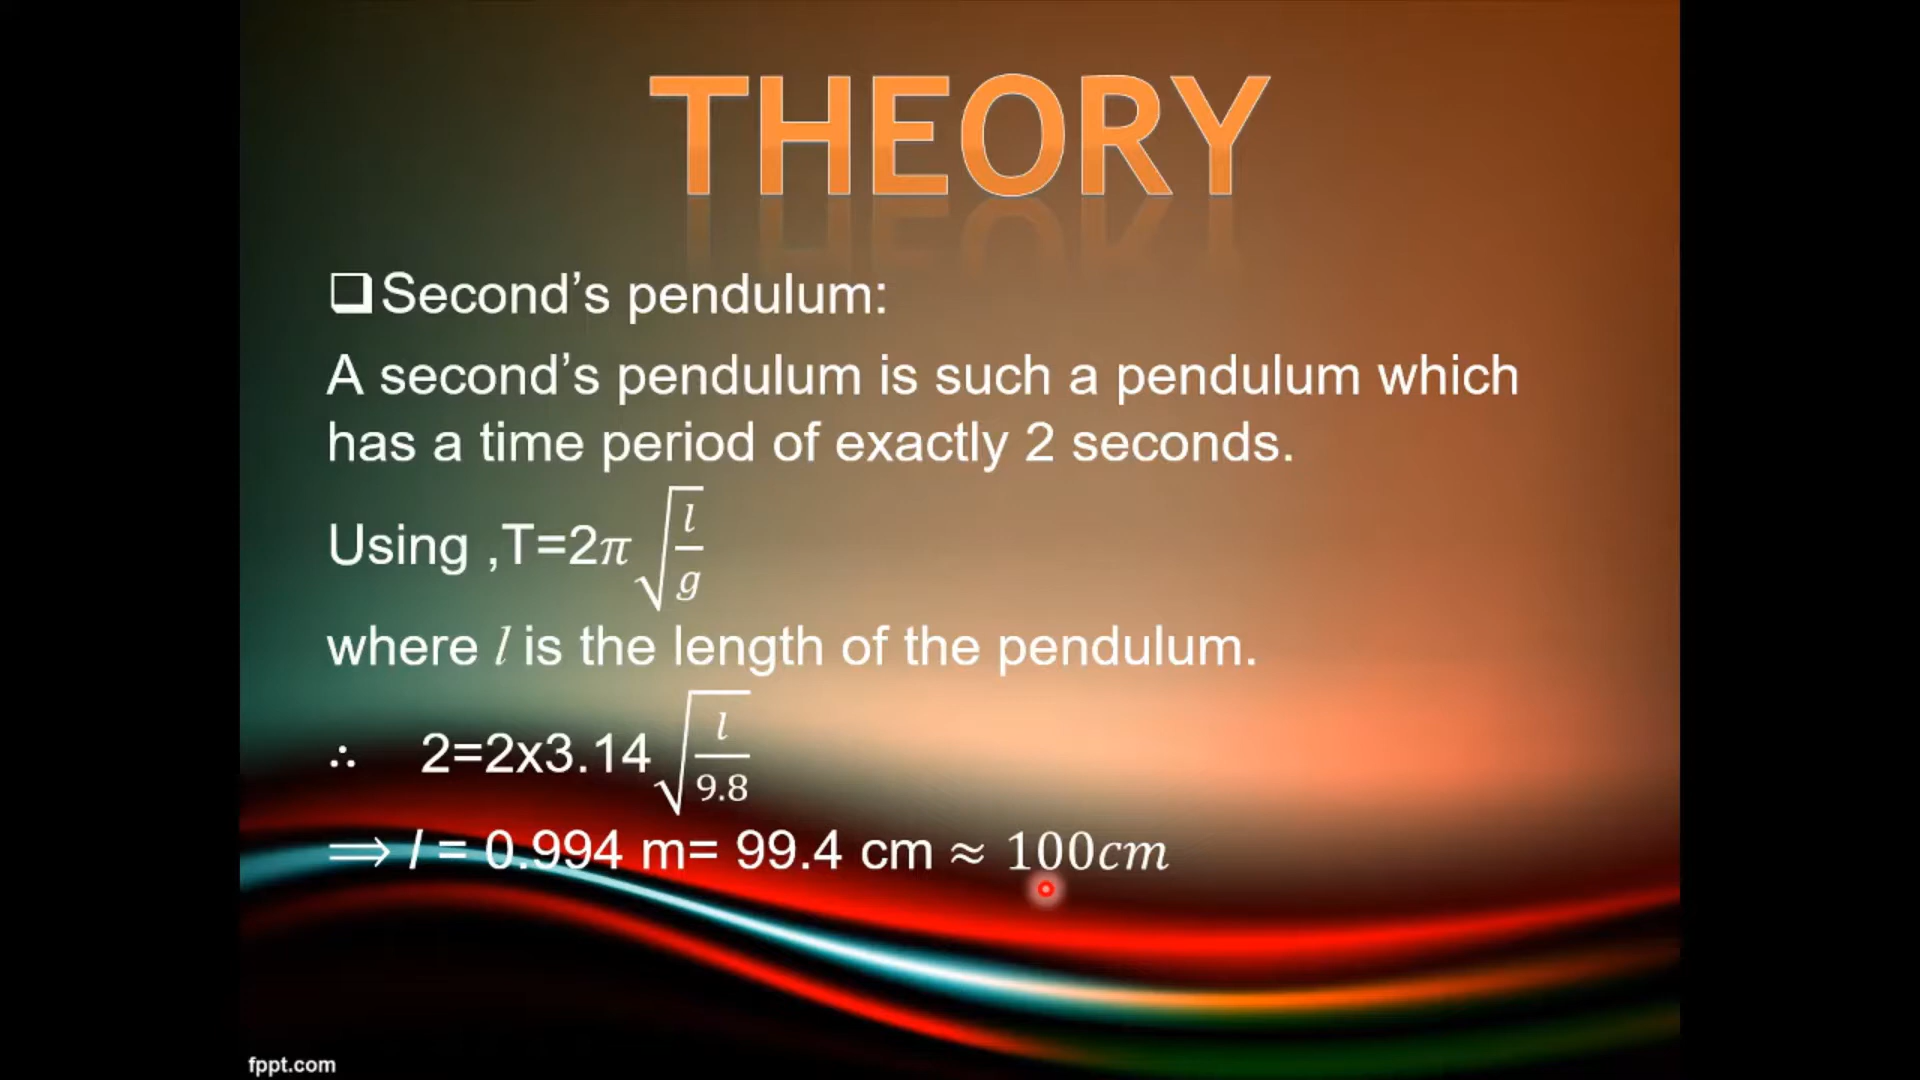 THEORY
❑Second’s pendulum:
A second’s pendulum is such a pendulum which
has a time period of exactly 2 seconds.
Using ,T=2π√(l/g)
where l is the length of the pendulum.
∴ 2=2x3.14√(l/9.8)
⟹ l = 0.994 m= 99.4 cm ≈ 100cm
fppt.com